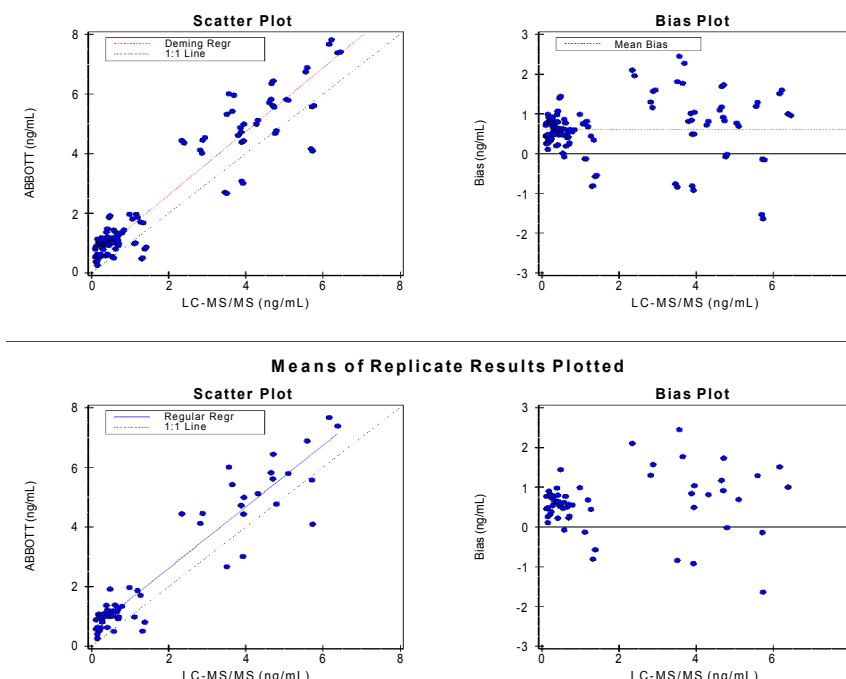 Scatter Plot
8
6
4
2
0
ABBOTT (ng/mL)
Deming Regr
1:1 Line
0 2 4 6 8
LC-MS/MS (ng/mL)
Bias Plot
3
2
1
0
-1
-2
-3
Bias (ng/mL)
Mean Bias
0 2 4 6
LC-MS/MS (ng/mL)
Means of Replicate Results Plotted
Scatter Plot
8
6
4
2
0
ABBOTT (ng/mL)
Regular Regr
1:1 Line
0 2 4 6 8
LC-MS/MS (ng/mL)
Bias Plot
3
2
1
0
-1
-2
-3
Bias (ng/mL)
0 2 4 6
LC-MS/MS (ng/mL)